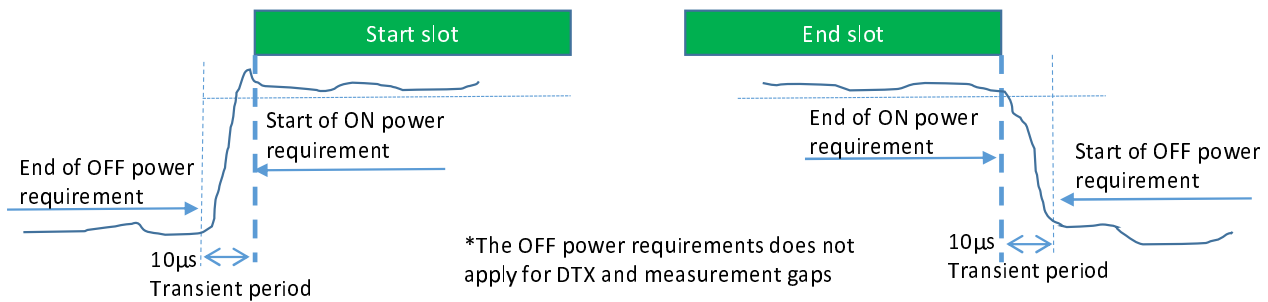 Start slot
End slot
Start of ON power
requirement
End of OFF power
requirement
10µs
Transient period
*The OFF power requirements does not
apply for DTX and measurement gaps
End of ON power
requirement
Start of OFF power
requirement
10µs
Transient period